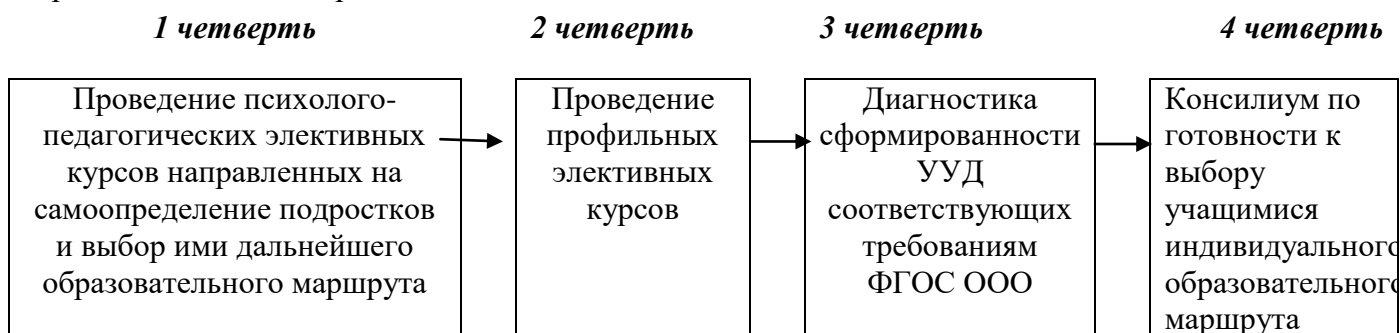 1 четверть
2 четверть
3 четверть
4 четверть
Проведение психолого-
педагогических элективных
курсов направленных на
самоопределение подростков
и выбор ими дальнейшего
образовательного маршрута
Проведение
профильных
элективных
курсов
Диагностика
сформированности
УУД
соответствующих
требованиям
ФГОС ООО
Консилиум по
готовности к
выбору
учащимися
индивидуального
образовательного
маршрута